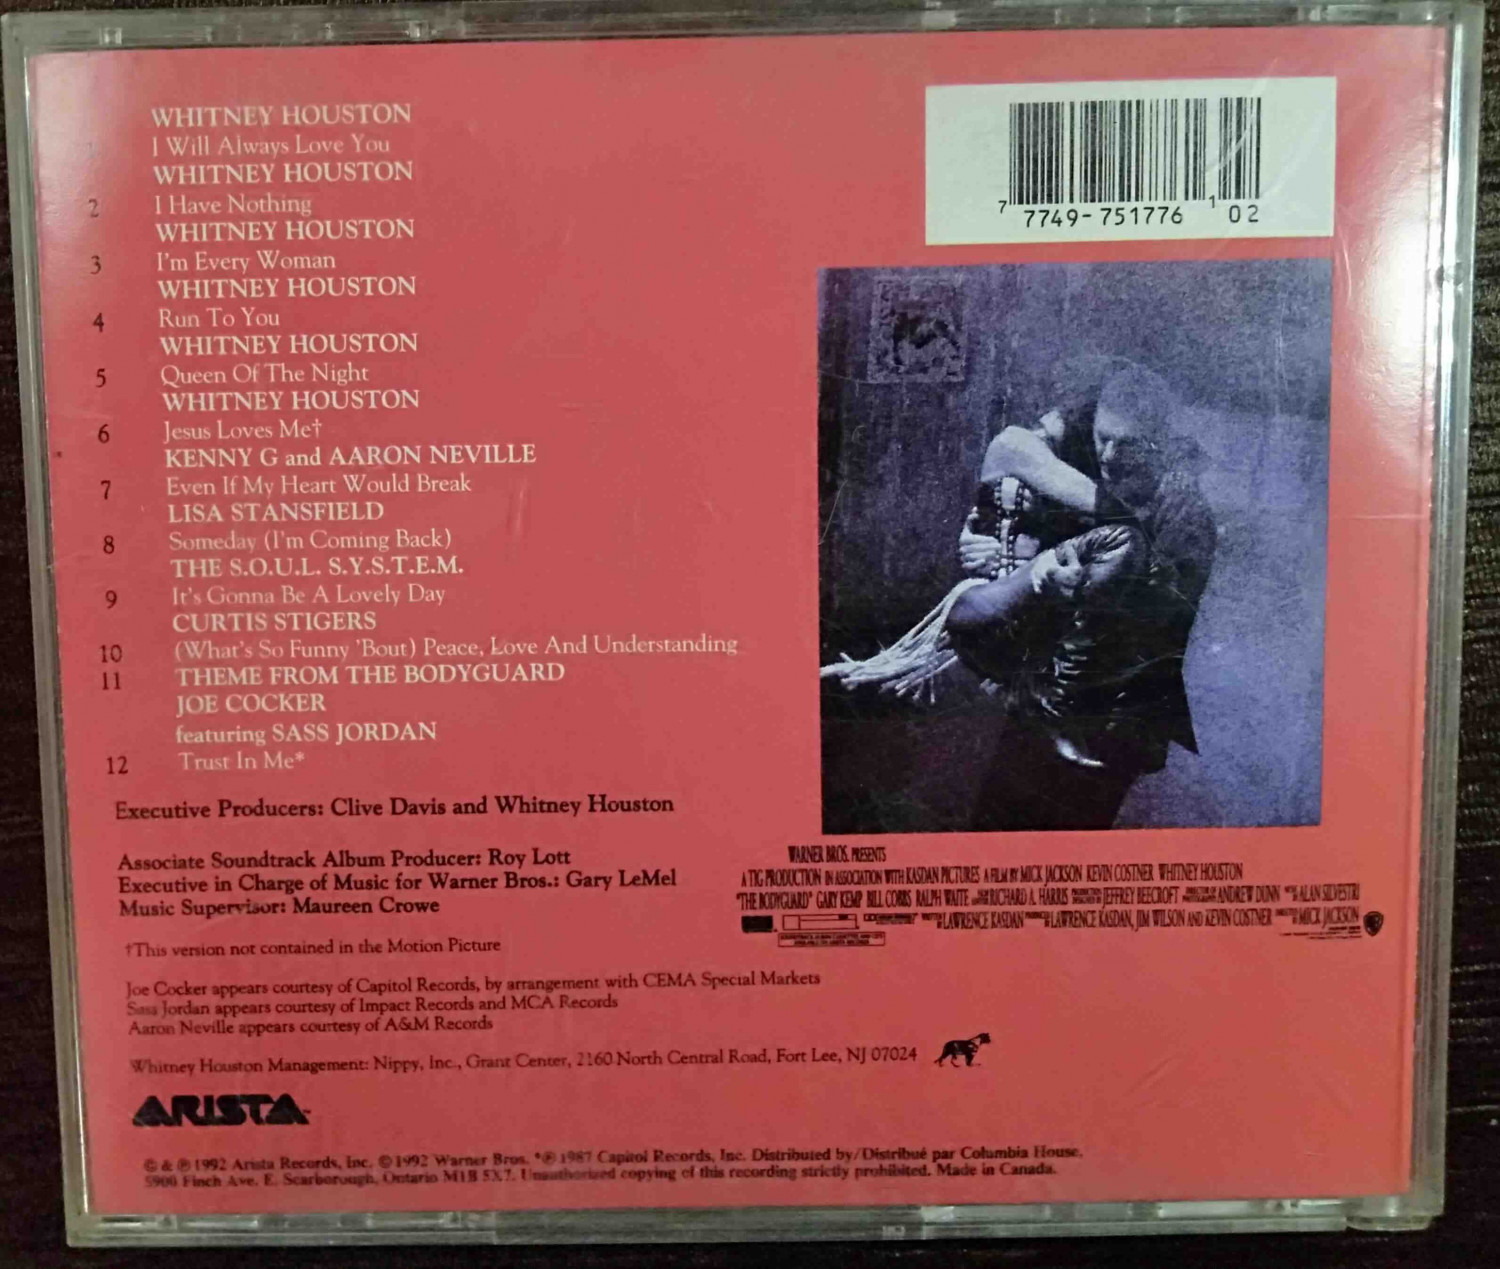 WHITNEY HOUSTON
I Will Always Love You
WHITNEY HOUSTON
2 I Have Nothing
WHITNEY HOUSTON
3 I'm Every Woman
WHITNEY HOUSTON
4 Run To You
WHITNEY HOUSTON
5 Queen Of The Night
WHITNEY HOUSTON
6 Jesus Loves Me†
KENNY G and AARON NEVILLE
7 Even If My Heart Would Break
LISA STANSFIELD
8 Someday (I'm Coming Back)
THE S.O.U.L. S.Y.S.T.E.M.
9 It's Gonna Be A Lovely Day
CURTIS STIGERS
10 (What's So Funny 'Bout) Peace, Love And Understanding
11 THEME FROM THE BODYGUARD
JOE COCKER
featuring SASS JORDAN
12 Trust In Me*
Executive Producers: Clive Davis and Whitney Houston
Associate Soundtrack Album Producer: Roy Lott
Executive in Charge of Music for Warner Bros.: Gary LeMel
Music Supervisor: Maureen Crowe
†This version not contained in the Motion Picture
Joe Cocker appears courtesy of Capitol Records, by arrangement with CEMA Special Markets
Sass Jordan appears courtesy of Impact Records and MCA Records
Aaron Neville appears courtesy of A&M Records
Whitney Houston Management: Nippy, Inc., Grant Center, 2160 North Central Road, Fort Lee, NJ 07024
ARISTA
© & ℗ 1992 Arista Records, Inc. © 1992 Warner Bros. *℗ 1987 Capitol Records, Inc. Distributed by/Distribué par Columbia House,
5900 Finch Ave. E. Scarborough, Ontario M1B 5X7. Unauthorized copying of this recording strictly prohibited. Made in Canada.
7 7749-751776 1 02
WARNER BROS. PRESENTS
A TIG PRODUCTION IN ASSOCIATION WITH KASDAN PICTURES A FILM BY MICK JACKSON KEVIN COSTNER WHITNEY HOUSTON
"THE BODYGUARD" GARY KEMP BILL COBBS RALPH WAITE RICHARD A. HARRIS JEFFREY BEECROFT ANDREW DUNN ALAN SILVESTRI
LAWRENCE KASDAN LAWRENCE KASDAN, JIM WILSON AND KEVIN COSTNER MICK JACKSON